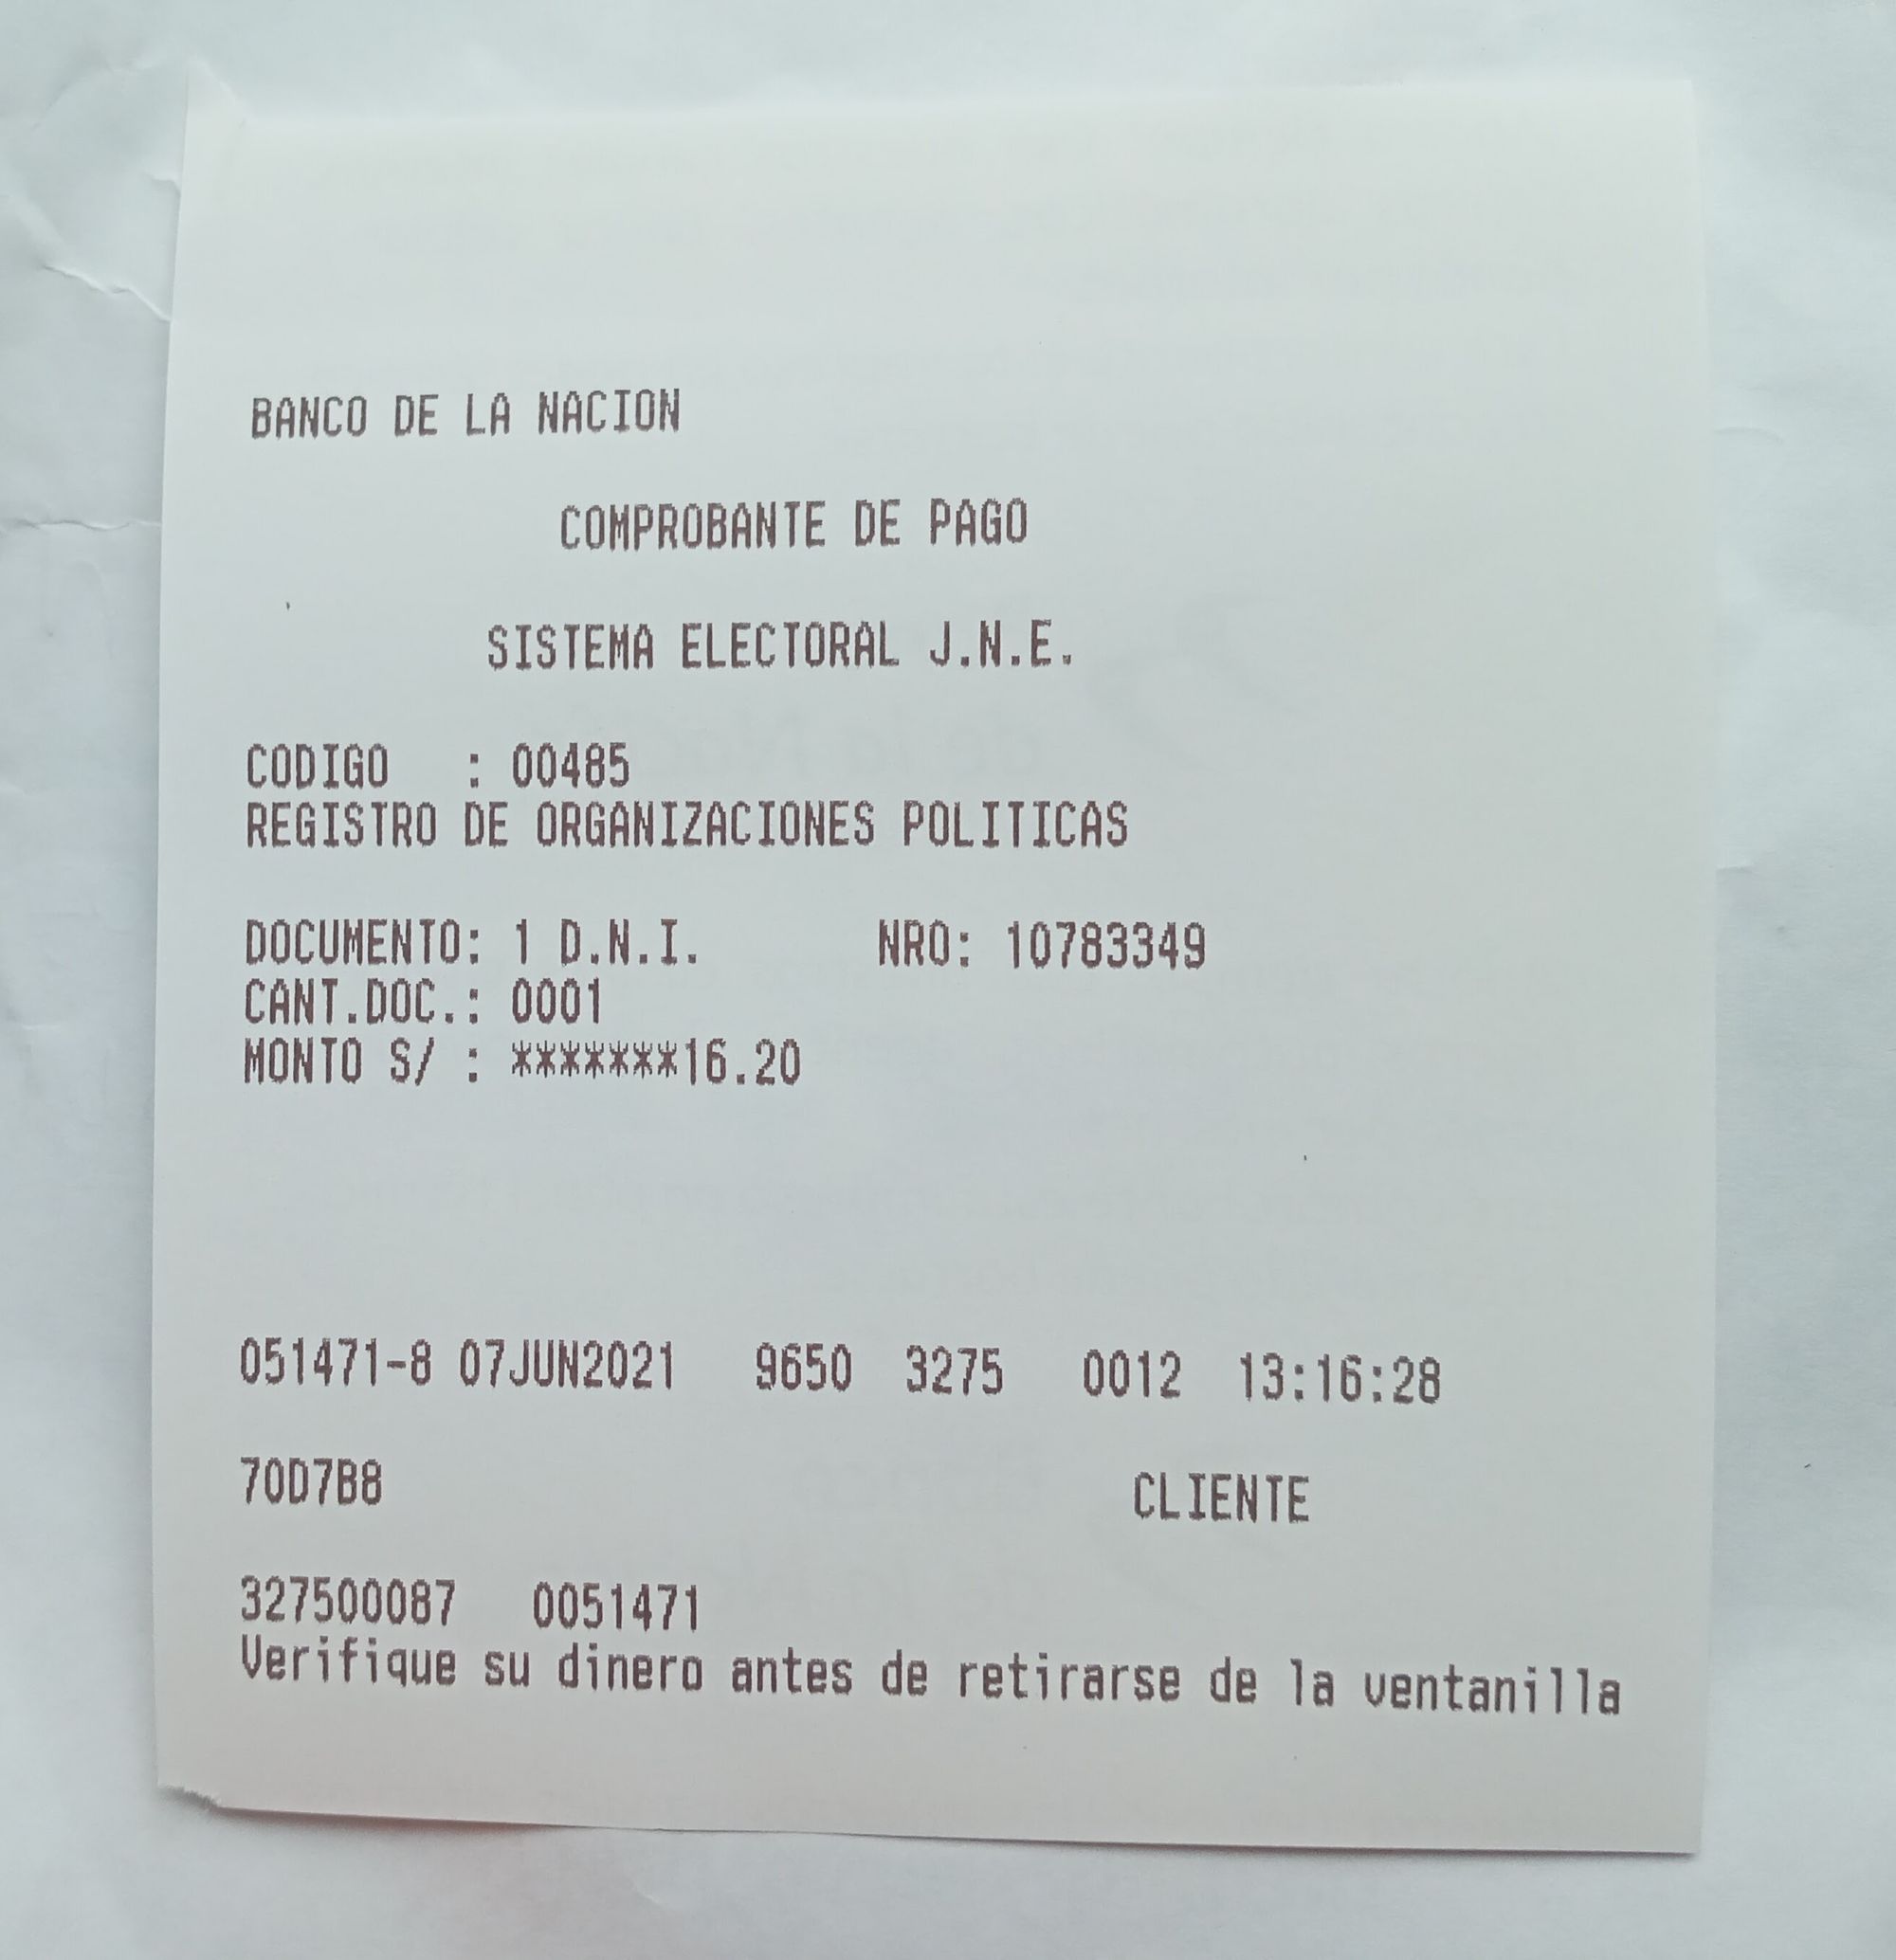 BANCO DE LA NACION
COMPROBANTE DE PAGO
SISTEMA ELECTORAL J.N.E.
CODIGO : 00485
REGISTRO DE ORGANIZACIONES POLITICAS
DOCUMENTO: 1 D.N.I. NRO: 10783349
CANT.DOC.: 0001
MONTO S/ : *******16.20
051471-8 07JUN2021 9650 3275 0012 13:16:28
70D7B8 CLIENTE
327500087 0051471
Verifique su dinero antes de retirarse de la ventanilla